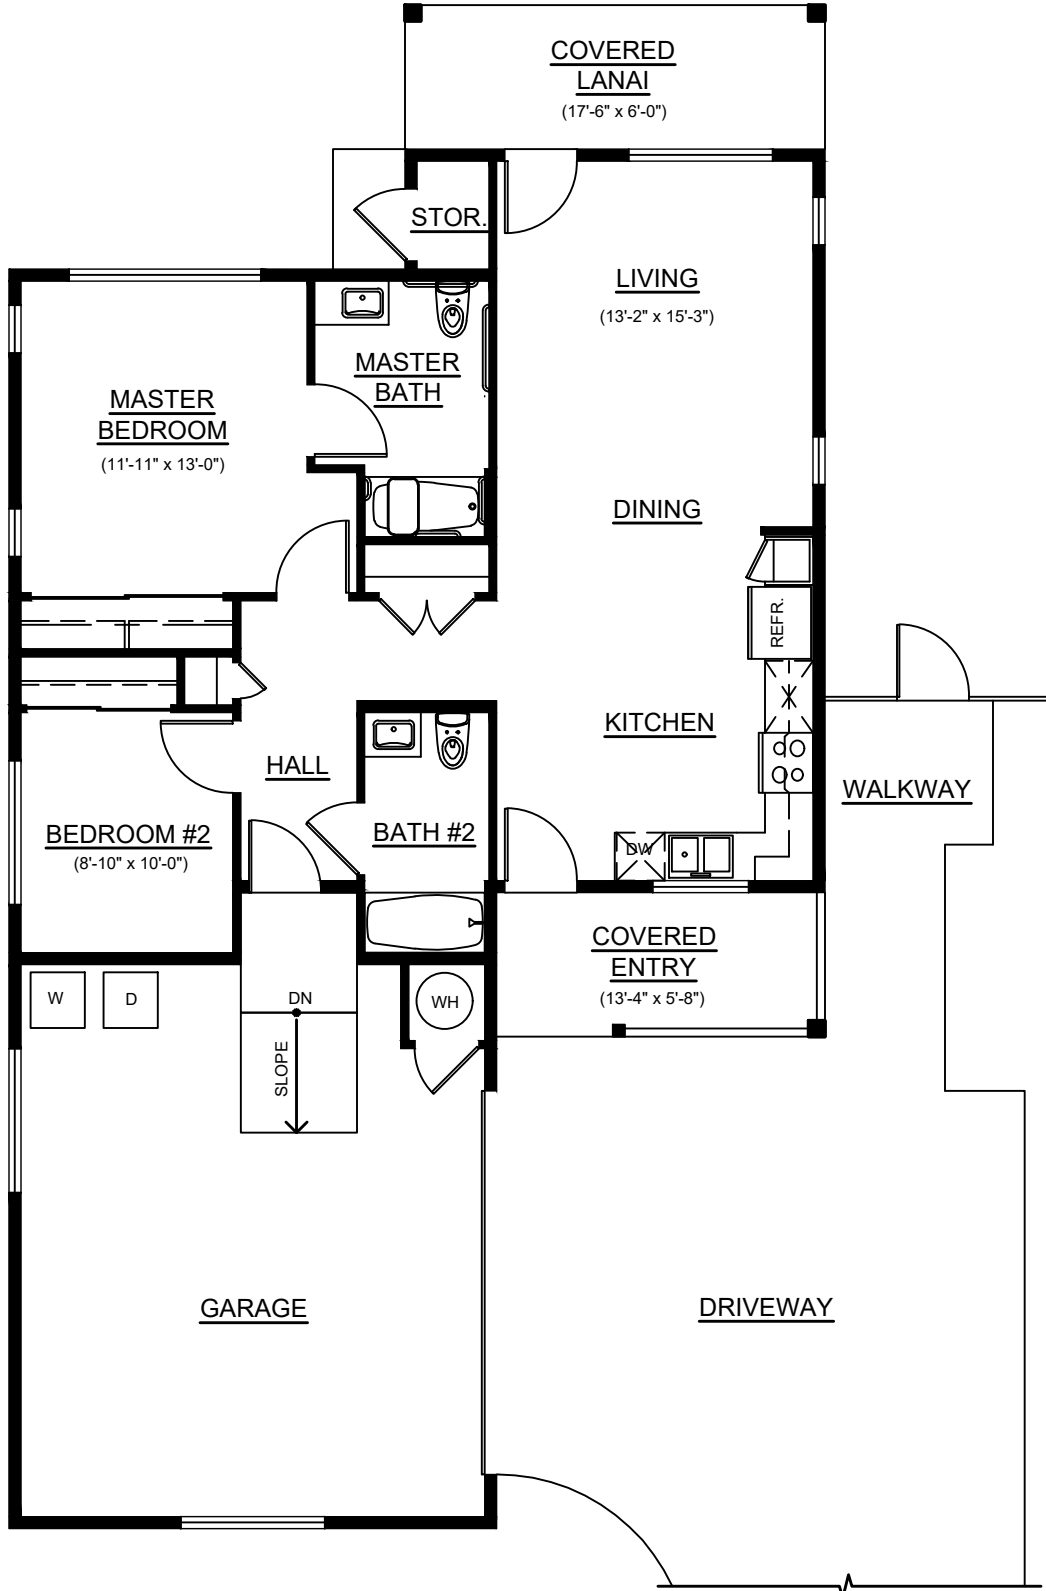 COVERED
LANAI
(17'-6" x 6'-0")
STOR.
LIVING
(13'-2" x 15'-3")
MASTER
BATH
MASTER
BEDROOM
(11'-11" x 13'-0")
DINING
REFR.
KITCHEN
HALL
WALKWAY
BEDROOM #2
(8'-10" x 10'-0")
BATH #2
DW
COVERED
ENTRY
(13'-4" x 5'-8")
W
D
DN
WH
SLOPE
GARAGE
DRIVEWAY